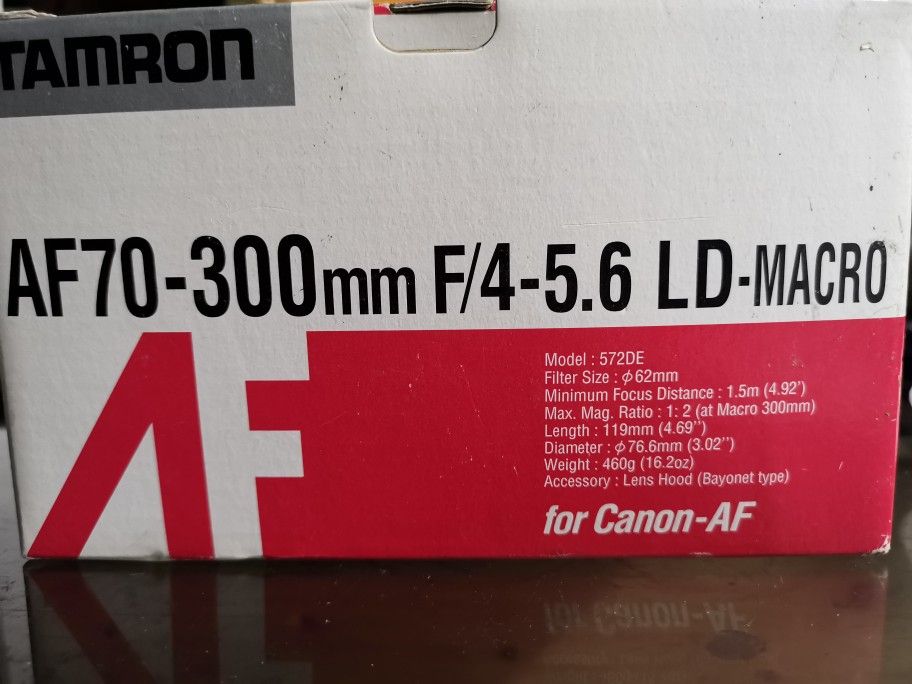 TAMRON
AF70-300mm F/4-5.6 LD-MACRO
AF
Model : 572DE
Filter Size : ϕ62mm
Minimum Focus Distance : 1.5m (4.92')
Max. Mag. Ratio : 1: 2 (at Macro 300mm)
Length : 119mm (4.69'')
Diameter : ϕ76.6mm (3.02'')
Weight : 460g (16.2oz)
Accessory : Lens Hood (Bayonet type)
for Canon-AF